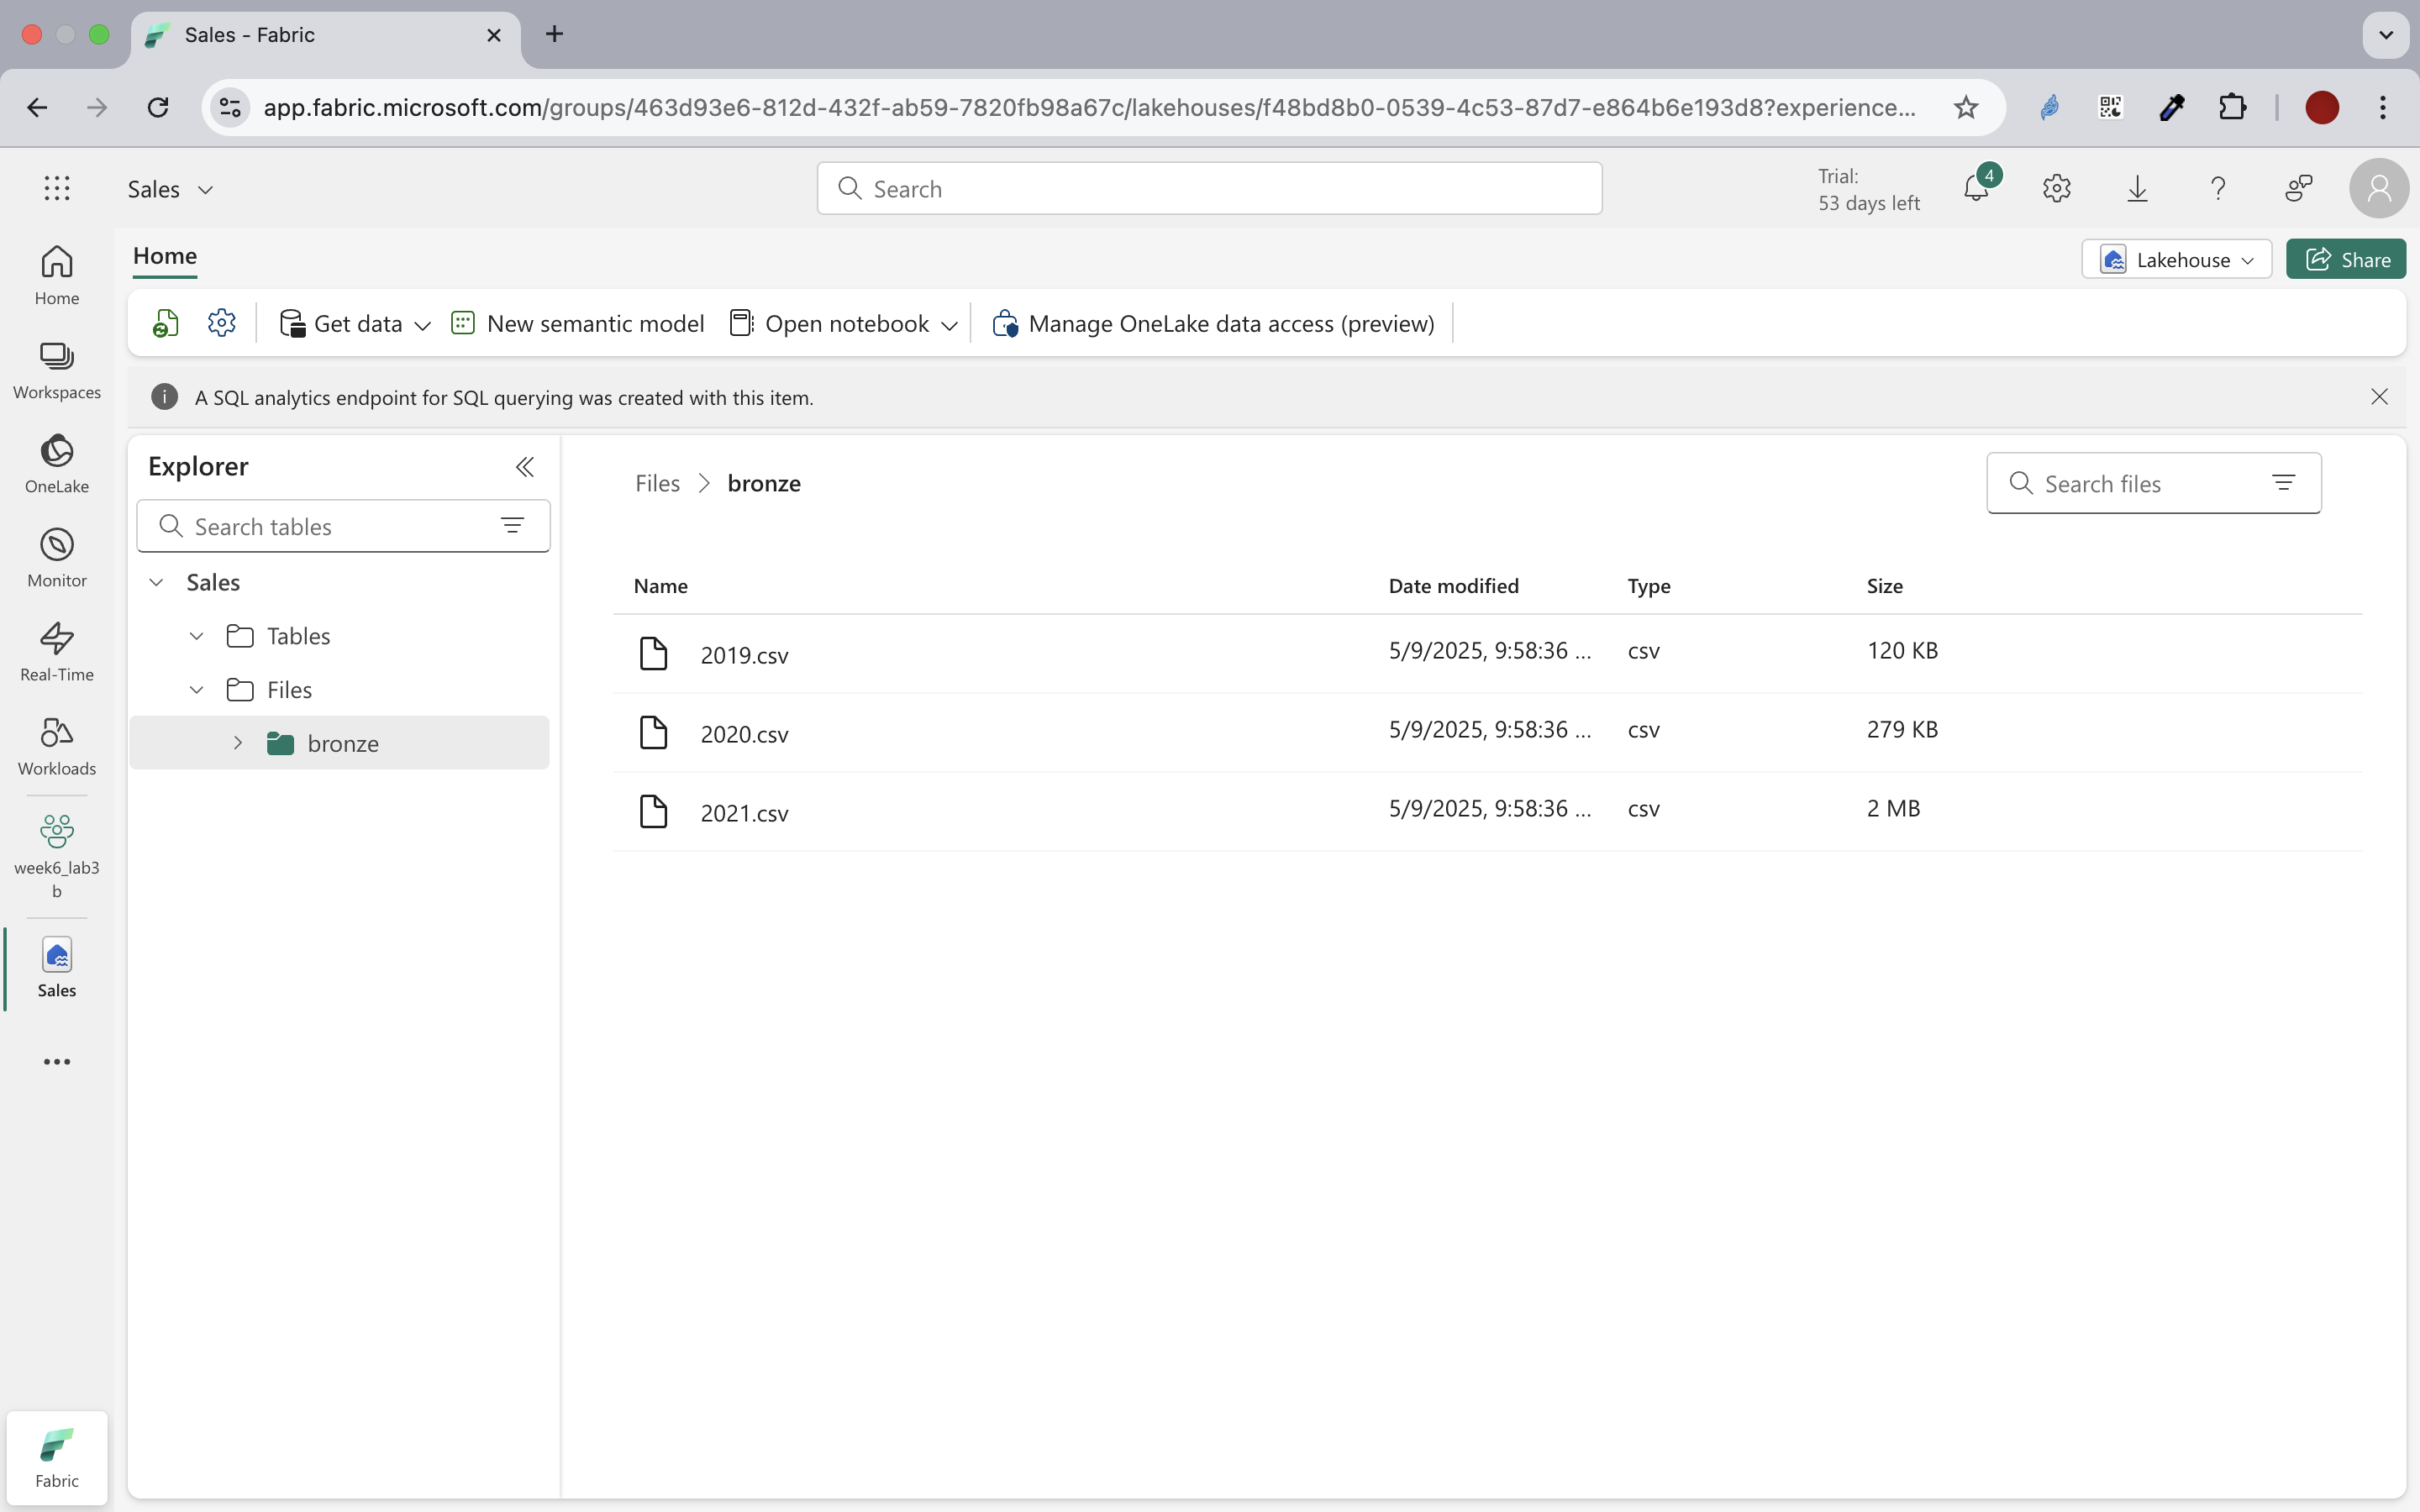 Sales - Fabric
app.fabric.microsoft.com/groups/463d93e6-812d-432f-ab59-7820fb98a67c/lakehouses/f48bd8b0-0539-4c53-87d7-e864b6e193d8?experience...
Sales
Search
Trial:
53 days left
4
Home
Lakehouse
Share
Get data
New semantic model
Open notebook
Manage OneLake data access (preview)
A SQL analytics endpoint for SQL querying was created with this item.
Home
Workspaces
OneLake
Monitor
Real-Time
Workloads
week6_lab3
b
Sales
Fabric
Explorer
Search tables
Sales
Tables
Files
bronze
Files > bronze
Search files
Name Date modified Type Size
2019.csv 5/9/2025, 9:58:36 ... csv 120 KB
2020.csv 5/9/2025, 9:58:36 ... csv 279 KB
2021.csv 5/9/2025, 9:58:36 ... csv 2 MB